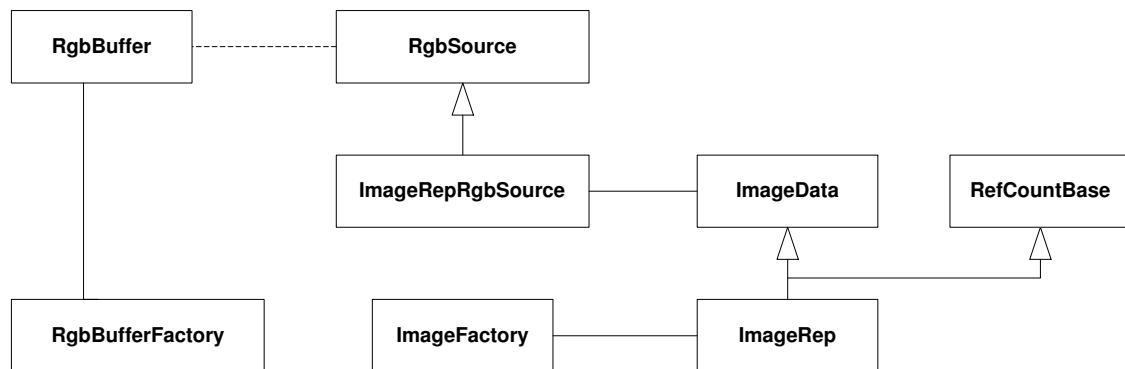 RgbBuffer
RgbSource
ImageRepRgbSource
ImageData
RefCountBase
RgbBufferFactory
ImageFactory
ImageRep